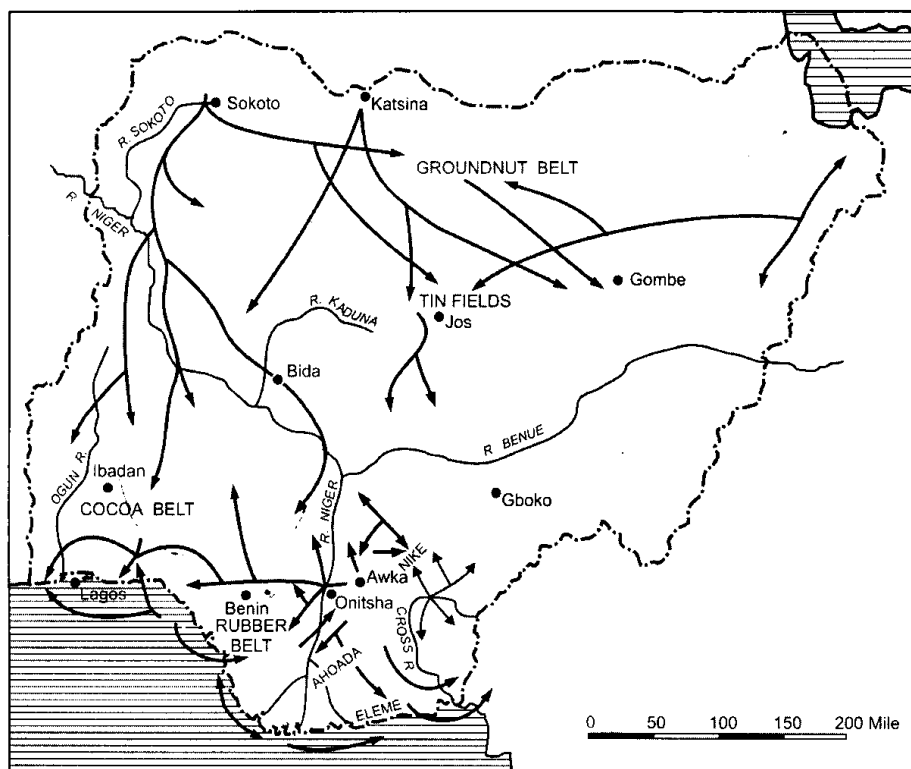 Sokoto
Katsina
R. SOKOTO
GROUNDNUT BELT
R. NIGER
Gombe
TIN FIELDS
Jos
R. KADUNA
Bida
R BENUE
OGUN R.
Ibadan
COCOA BELT
R. NIGER
Gboko
NIKE
Awka
Lagos
Benin
Onitsha
RUBBER
BELT
CROSS R.
AHOADA
ELEME
0 50 100 150 200 Mile